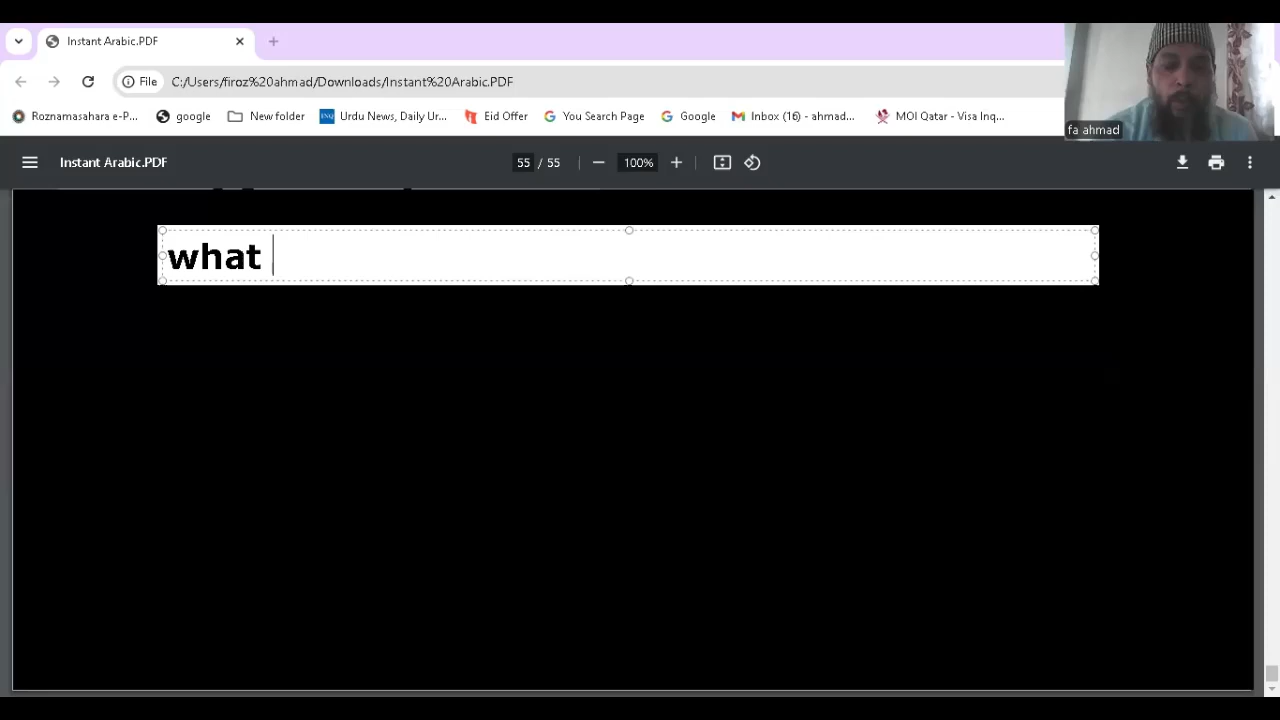 Instant Arabic.PDF
File C:/Users/firoz%20ahmad/Downloads/Instant%20Arabic.PDF
Roznamasahara e-P... google New folder Urdu News, Daily Ur... Eid Offer You Search Page Google Inbox (16) - ahmad... MOI Qatar - Visa Inq...
fa ahmad
Instant Arabic.PDF 55 / 55 100%
what